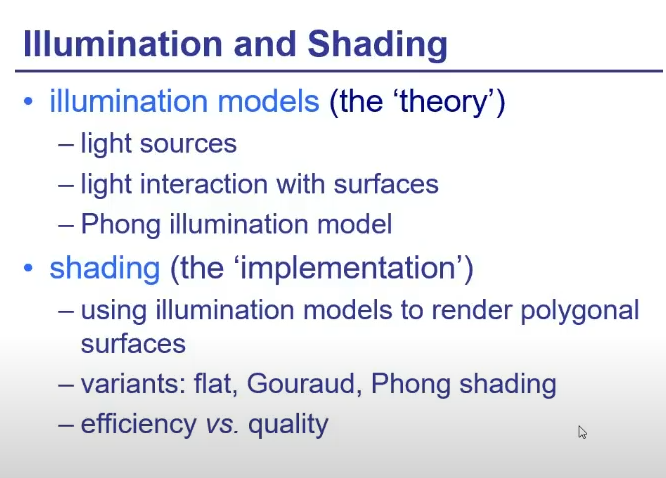 Illumination and Shading
• illumination models (the ‘theory’)
– light sources
– light interaction with surfaces
– Phong illumination model
• shading (the ‘implementation’)
– using illumination models to render polygonal
surfaces
– variants: flat, Gouraud, Phong shading
– efficiency vs. quality